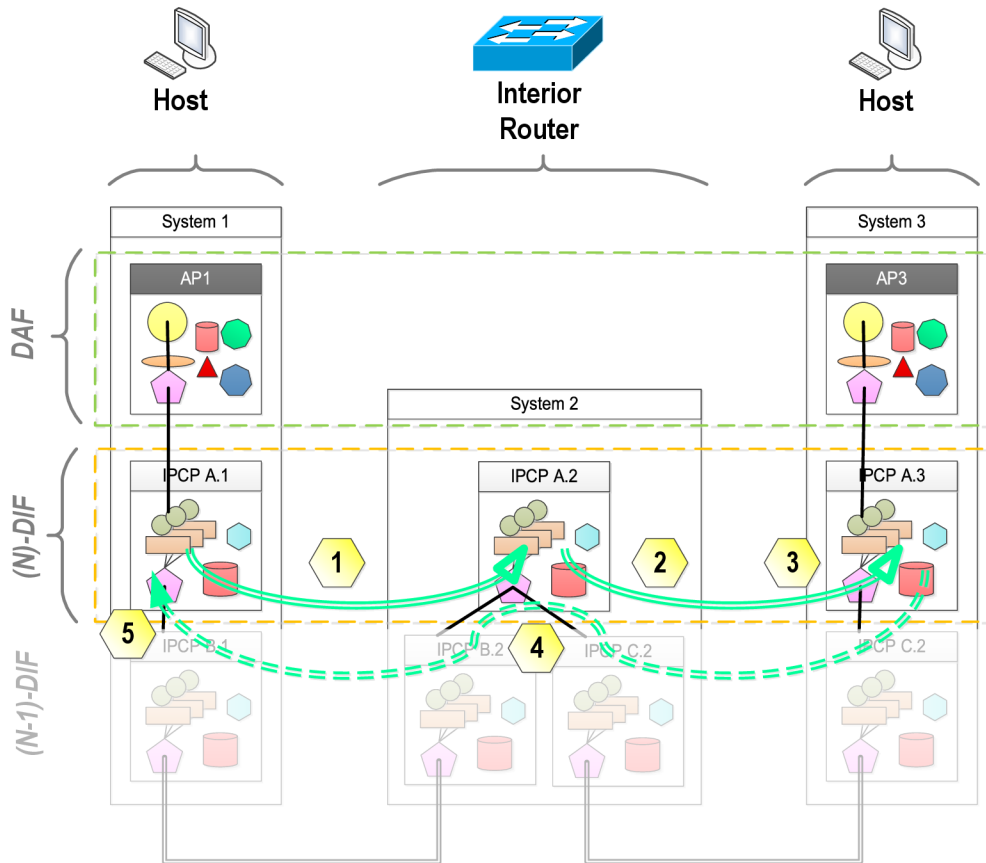 Host
Interior
Router
Host
System 1
System 3
DAF
AP1
AP3
System 2
(N)-DIF
IPCP A.1
IPCP A.2
IPCP A.3
1
2
3
5
4
(N-1)-DIF
IPCP B.1
IPCP B.2
IPCP C.2
IPCP C.2